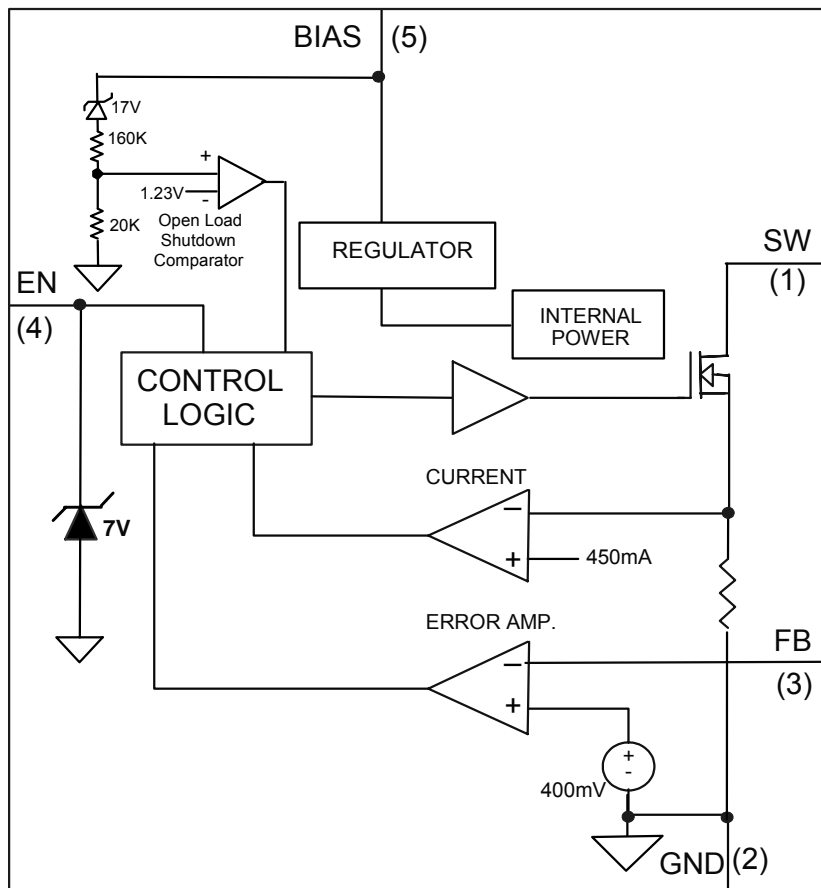 BIAS (5)
17V
160K
+
1.23V
-
20K
Open Load
Shutdown
Comparator
REGULATOR
SW
(1)
EN
(4)
INTERNAL
POWER
CONTROL
LOGIC
CURRENT
−
+ 450mA
7V
ERROR AMP.
−
+
FB
(3)
+
-
400mV
GND (2)